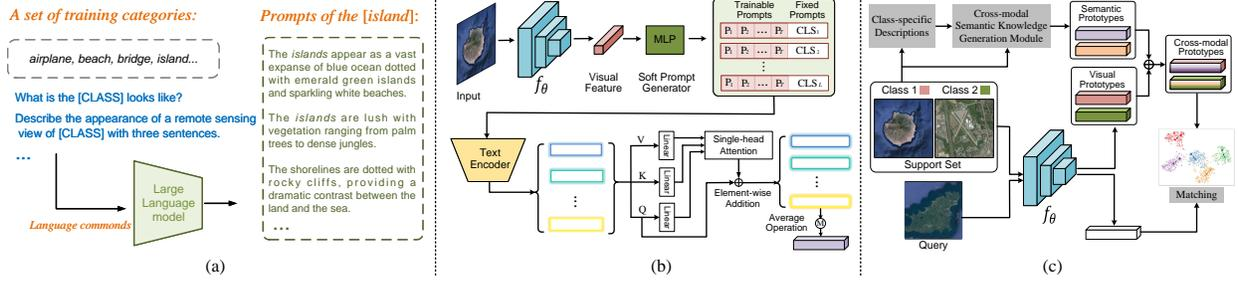 A set of training categories:
airplane, beach, bridge, island...
What is the [CLASS] looks like?
Describe the appearance of a remote sensing
view of [CLASS] with three sentences.
...
Language commonds
Large
Language
model
Prompts of the [island]:
The islands appear as a vast
expanse of blue ocean dotted
with emerald green islands
and sparkling white beaches.
The islands are lush with
vegetation ranging from palm
trees to dense jungles.
The shorelines are dotted with
rocky cliffs, providing a
dramatic contrast between the
land and the sea.
...
(a)
Input
fθ
Visual
Feature
MLP
Soft Prompt
Generator
Trainable
Prompts
Fixed
Prompts
P1 P2 ... PT CLS1
P1 P2 ... PT CLS2
⋮
P1 P2 ... PT CLSL
Text
Encoder
⋮
V
K
Q
Linear
Linear
Linear
Single-head
Attention
Element-wise
Addition
⋮
Average
Operation
M
(b)
Class-specific
Descriptions
Cross-modal
Semantic Knowledge
Generation Module
Semantic
Prototypes
Cross-modal
Prototypes
Visual
Prototypes
Class 1
Class 2
Support Set
Query
fθ
Matching
(c)